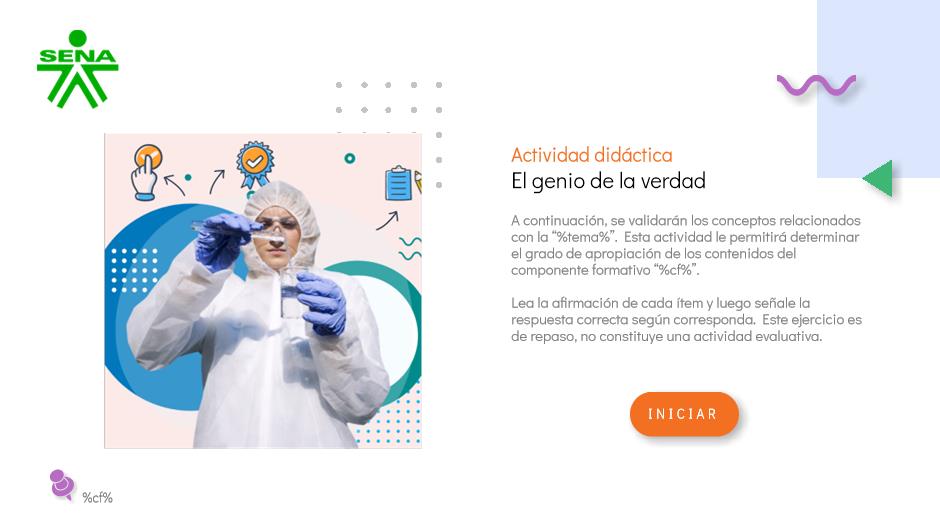 SENA
Actividad didáctica
El genio de la verdad
A continuación, se validarán los conceptos relacionados
con la “%tema%”. Esta actividad le permitirá determinar
el grado de apropiación de los contenidos del
componente formativo “%cf%”.
Lea la afirmación de cada ítem y luego señale la
respuesta correcta según corresponda. Este ejercicio es
de repaso, no constituye una actividad evaluativa.
INICIAR
%cf%